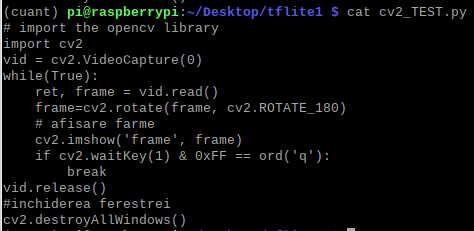 (cuant) pi@raspberrypi:~/Desktop/tflite1 $ cat cv2_TEST.py
# import the opencv library
import cv2
vid = cv2.VideoCapture(0)
while(True):
    ret, frame = vid.read()
    frame=cv2.rotate(frame, cv2.ROTATE_180)
    # afisare farme
    cv2.imshow('frame', frame)
    if cv2.waitKey(1) & 0xFF == ord('q'):
        break
vid.release()
#inchiderea ferestrei
cv2.destroyAllWindows()